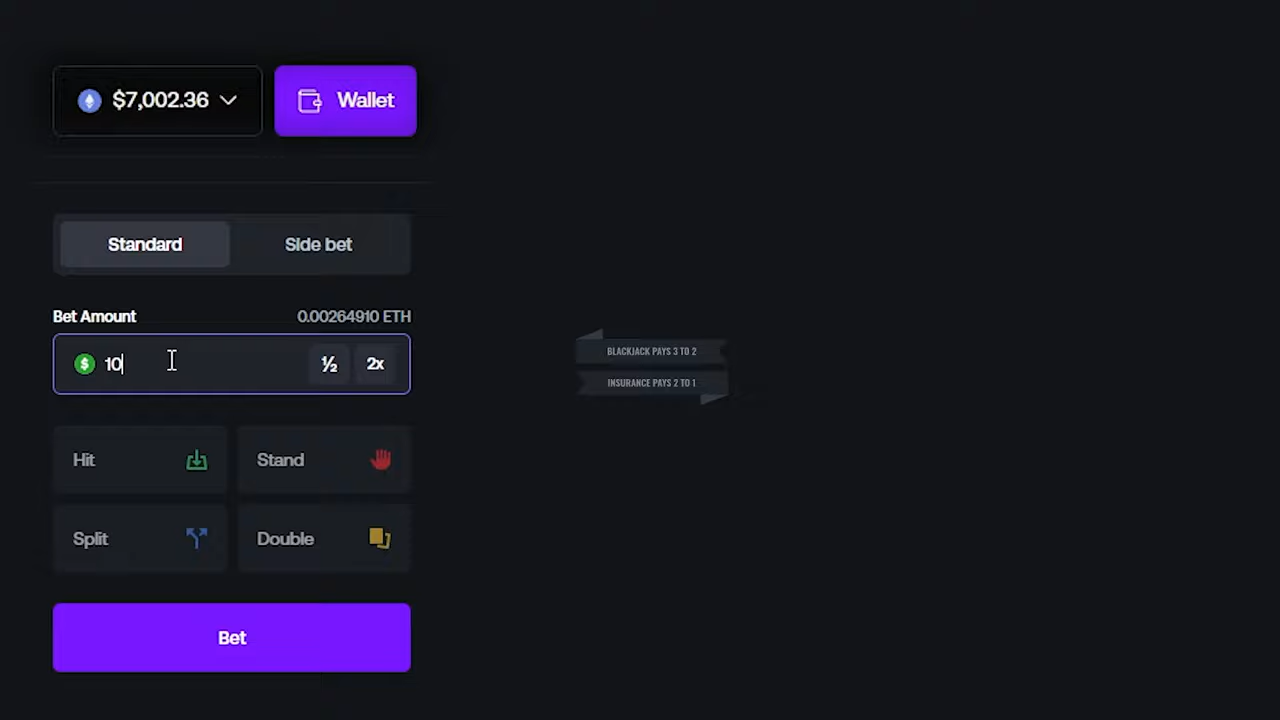 $7,002.36
Wallet
Standard
Side bet
Bet Amount
0.00264910 ETH
$ 10
½
2x
BLACKJACK PAYS 3 TO 2
INSURANCE PAYS 2 TO 1
Hit
Stand
Split
Double
Bet